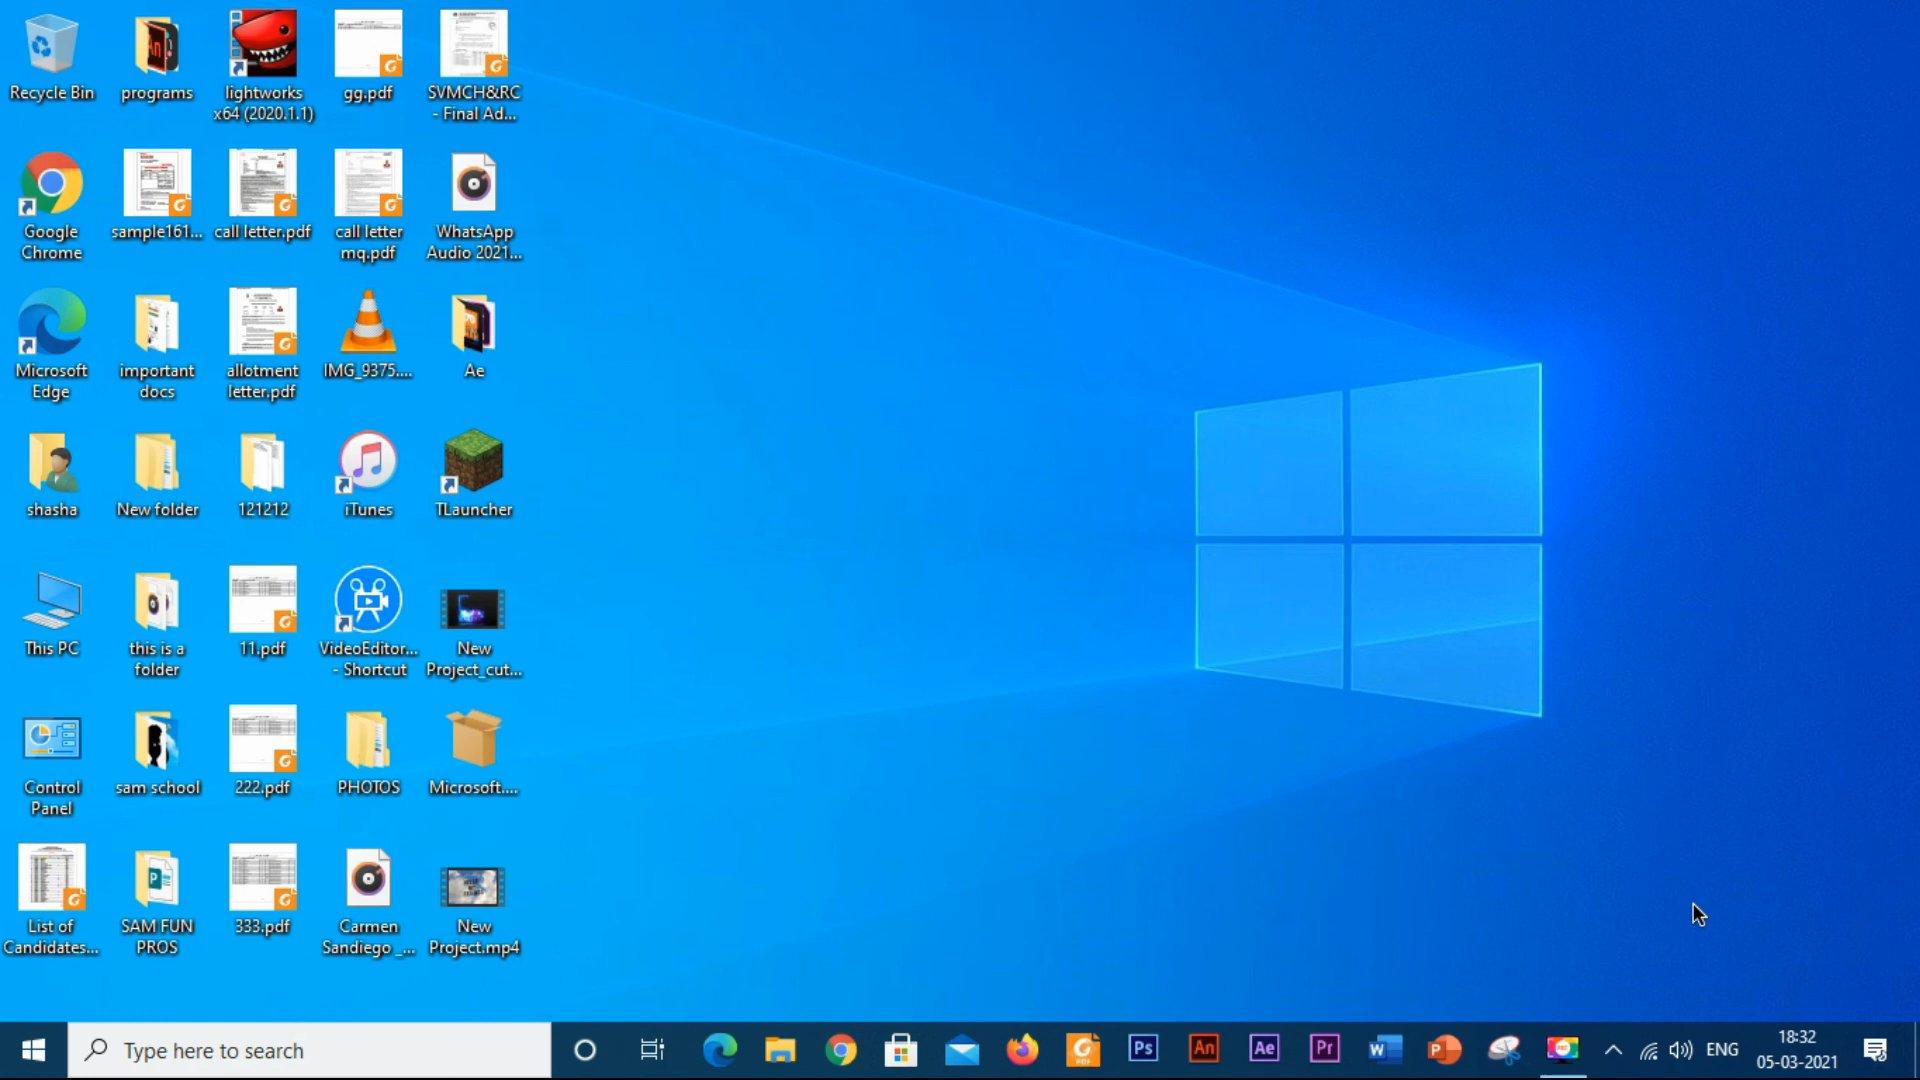 Recycle Bin
programs
lightworks
x64 (2020.1.1)
gg.pdf
SVMCH&RC
- Final Ad...
Google
Chrome
sample161...
call letter.pdf
call letter
mq.pdf
WhatsApp
Audio 2021...
Microsoft
Edge
important
docs
allotment
letter.pdf
IMG_9375....
Ae
shasha
New folder
121212
iTunes
TLauncher
This PC
this is a
folder
11.pdf
VideoEditor...
- Shortcut
New
Project_cut...
Control
Panel
sam school
222.pdf
PHOTOS
Microsoft....
List of
Candidates...
SAM FUN
PROS
333.pdf
Carmen
Sandiego _...
New
Project.mp4
Type here to search
Ps
An
Ae
Pr
ENG
18:32
05-03-2021